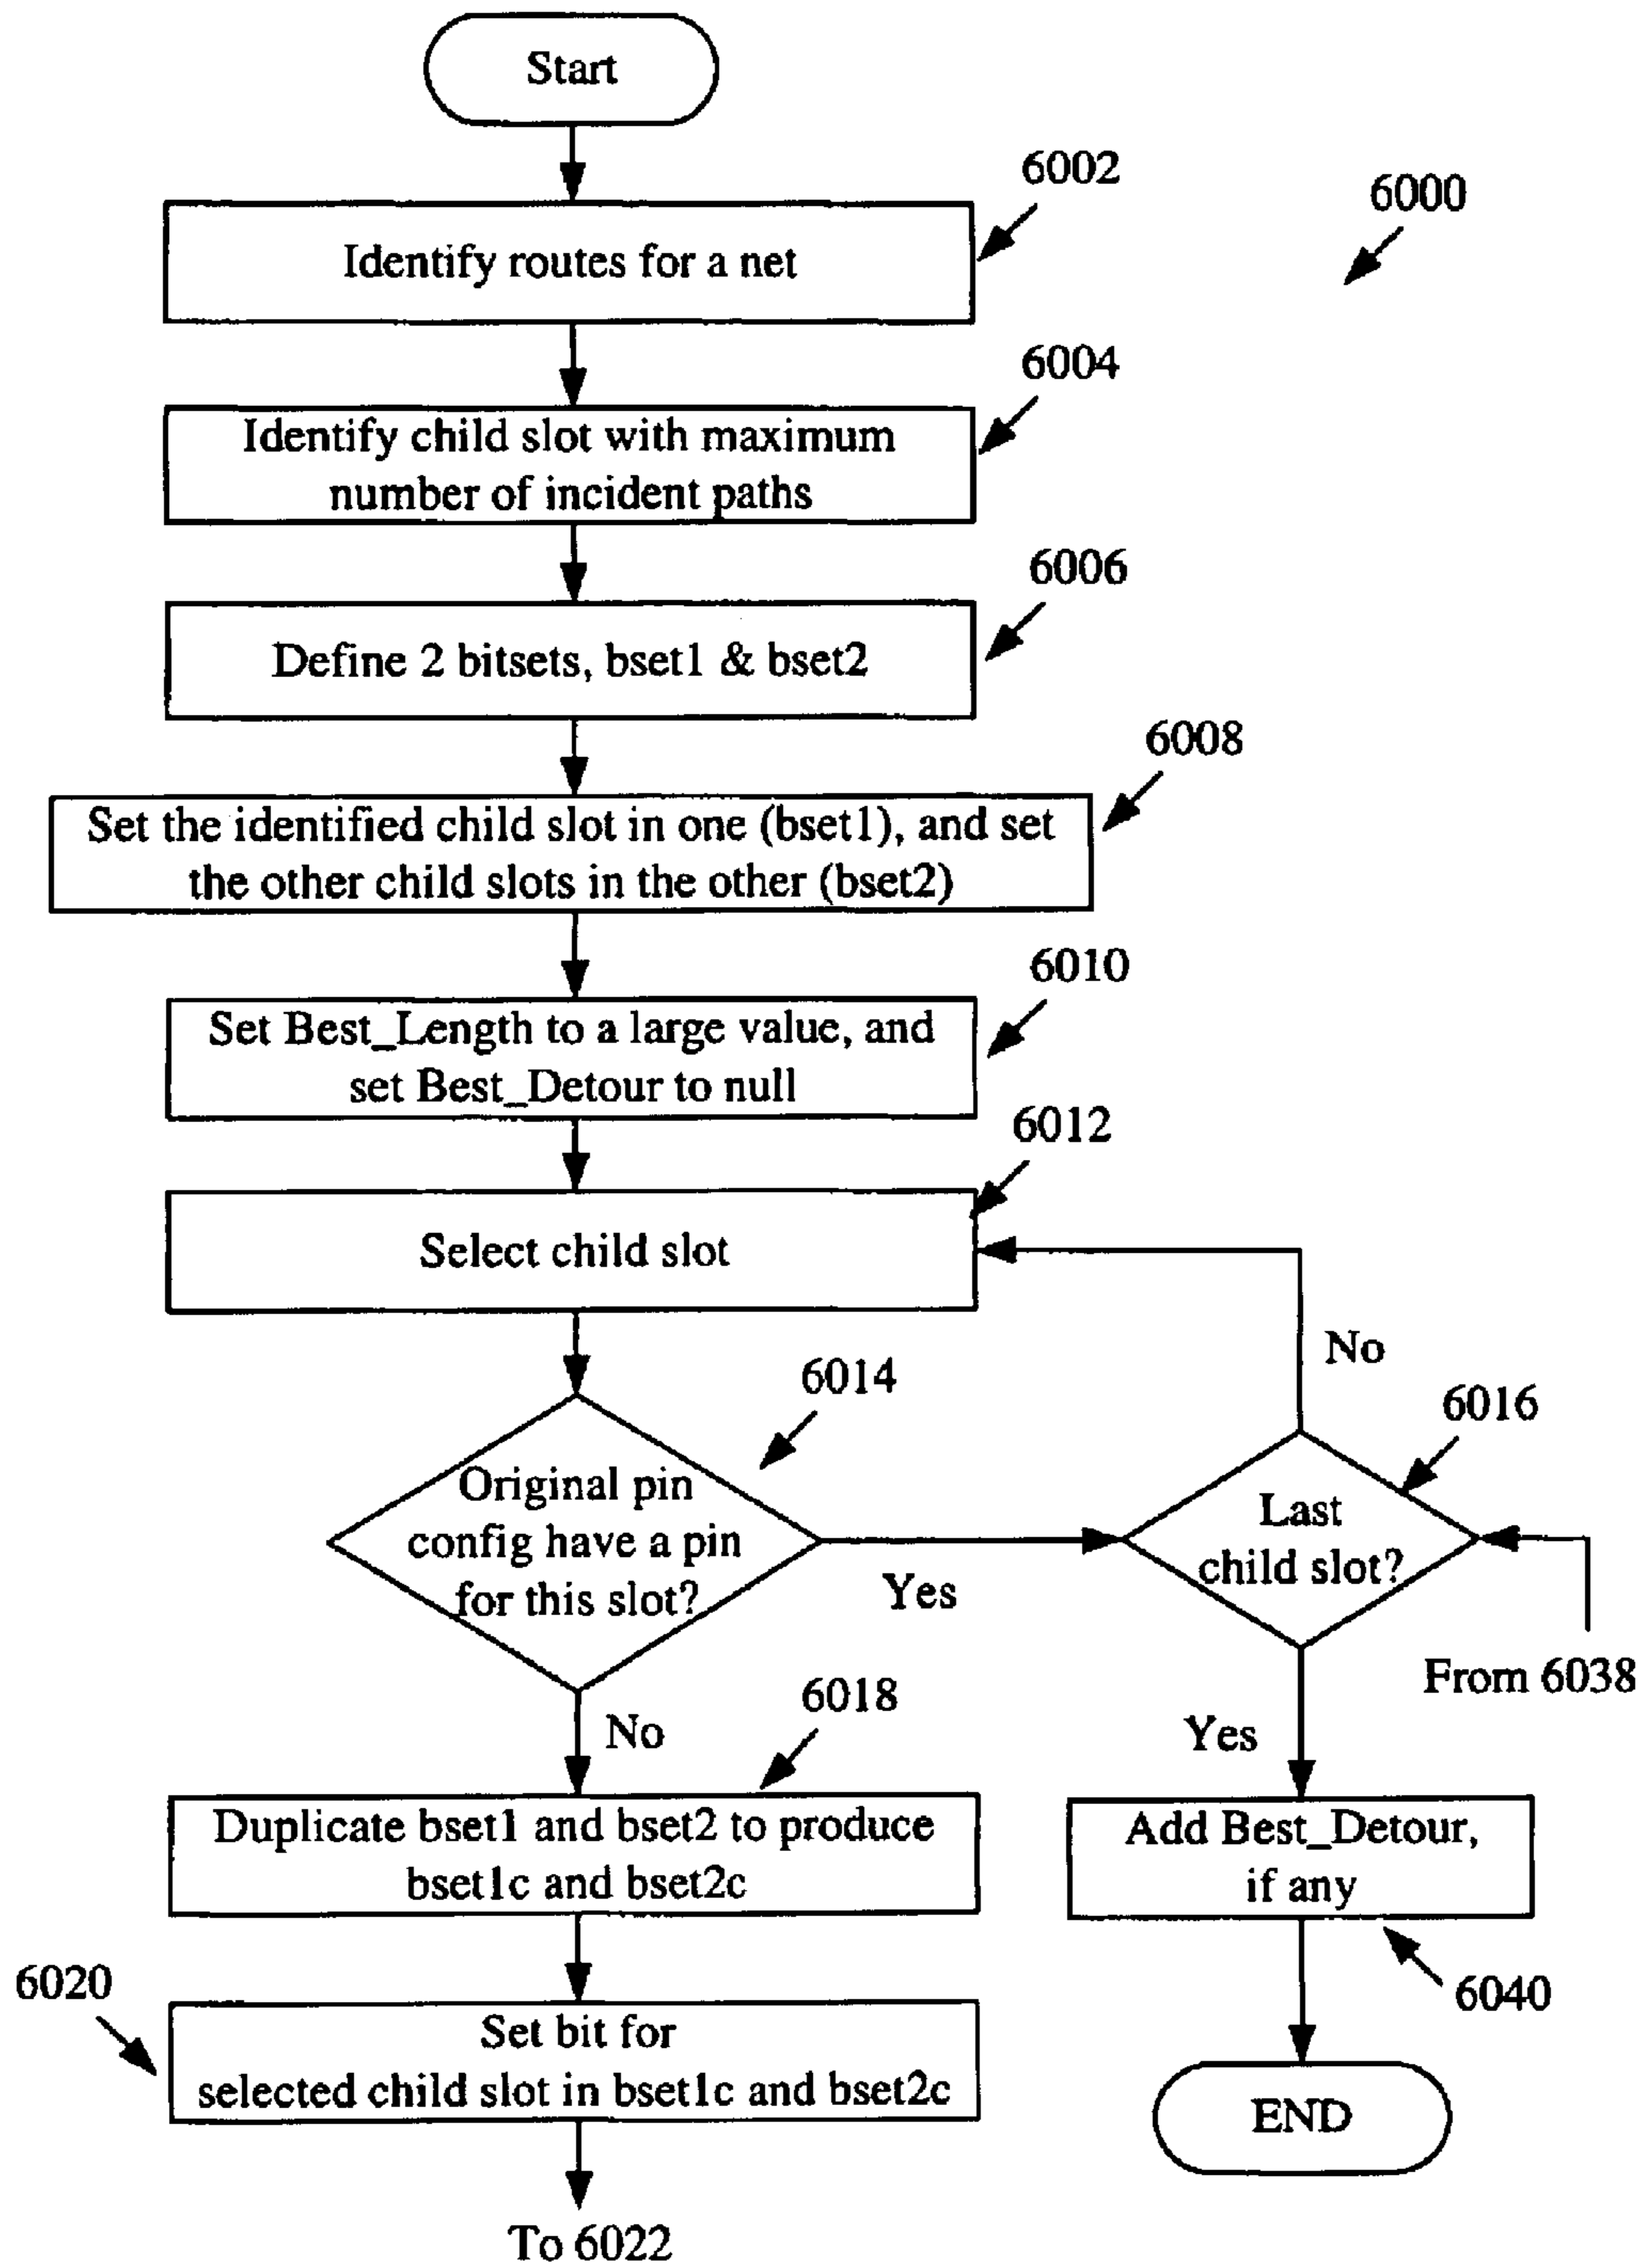 Start
6002
6000
Identify routes for a net
6004
Identify child slot with maximum
number of incident paths
6006
Define 2 bitsets, bset1 & bset2
6008
Set the identified child slot in one (bset1), and set
the other child slots in the other (bset2)
6010
Set Best_Length to a large value, and
set Best_Detour to null
6012
Select child slot
No
6014
6016
Original pin
config have a pin
for this slot?
Yes
Last
child slot?
From 6038
6018
No
Yes
Duplicate bset1 and bset2 to produce
bset1c and bset2c
Add Best_Detour,
if any
6020
6040
Set bit for
selected child slot in bset1c and bset2c
END
To 6022